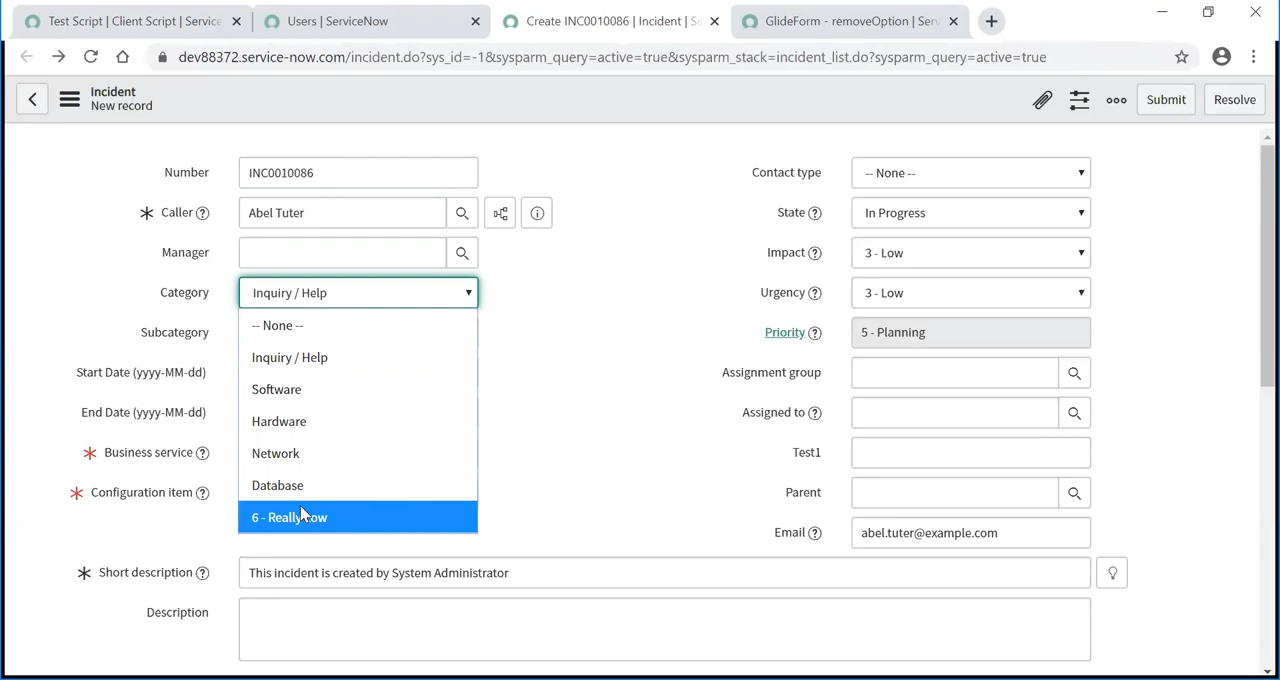 Test Script | Client Script | Service
Users | ServiceNow
Create INC0010086 | Incident | S
GlideForm - removeOption | Serv
dev88372.service-now.com/incident.do?sys_id=-1&sysparm_query=active=true&sysparm_stack=incident_list.do?sysparm_query=active=true
Incident
New record
Submit
Resolve
Number
INC0010086
Contact type
-- None --
Caller
Abel Tuter
State
In Progress
Manager
Impact
3 - Low
Category
Inquiry / Help
Urgency
3 - Low
-- None --
Inquiry / Help
Software
Hardware
Network
Database
6 - Really
Subcategory
Priority
5 - Planning
Start Date (yyyy-MM-dd)
Assignment group
End Date (yyyy-MM-dd)
Assigned to
Business service
Test1
Configuration item
Parent
Email
abel.tuter@example.com
Short description
This incident is created by System Administrator
Description